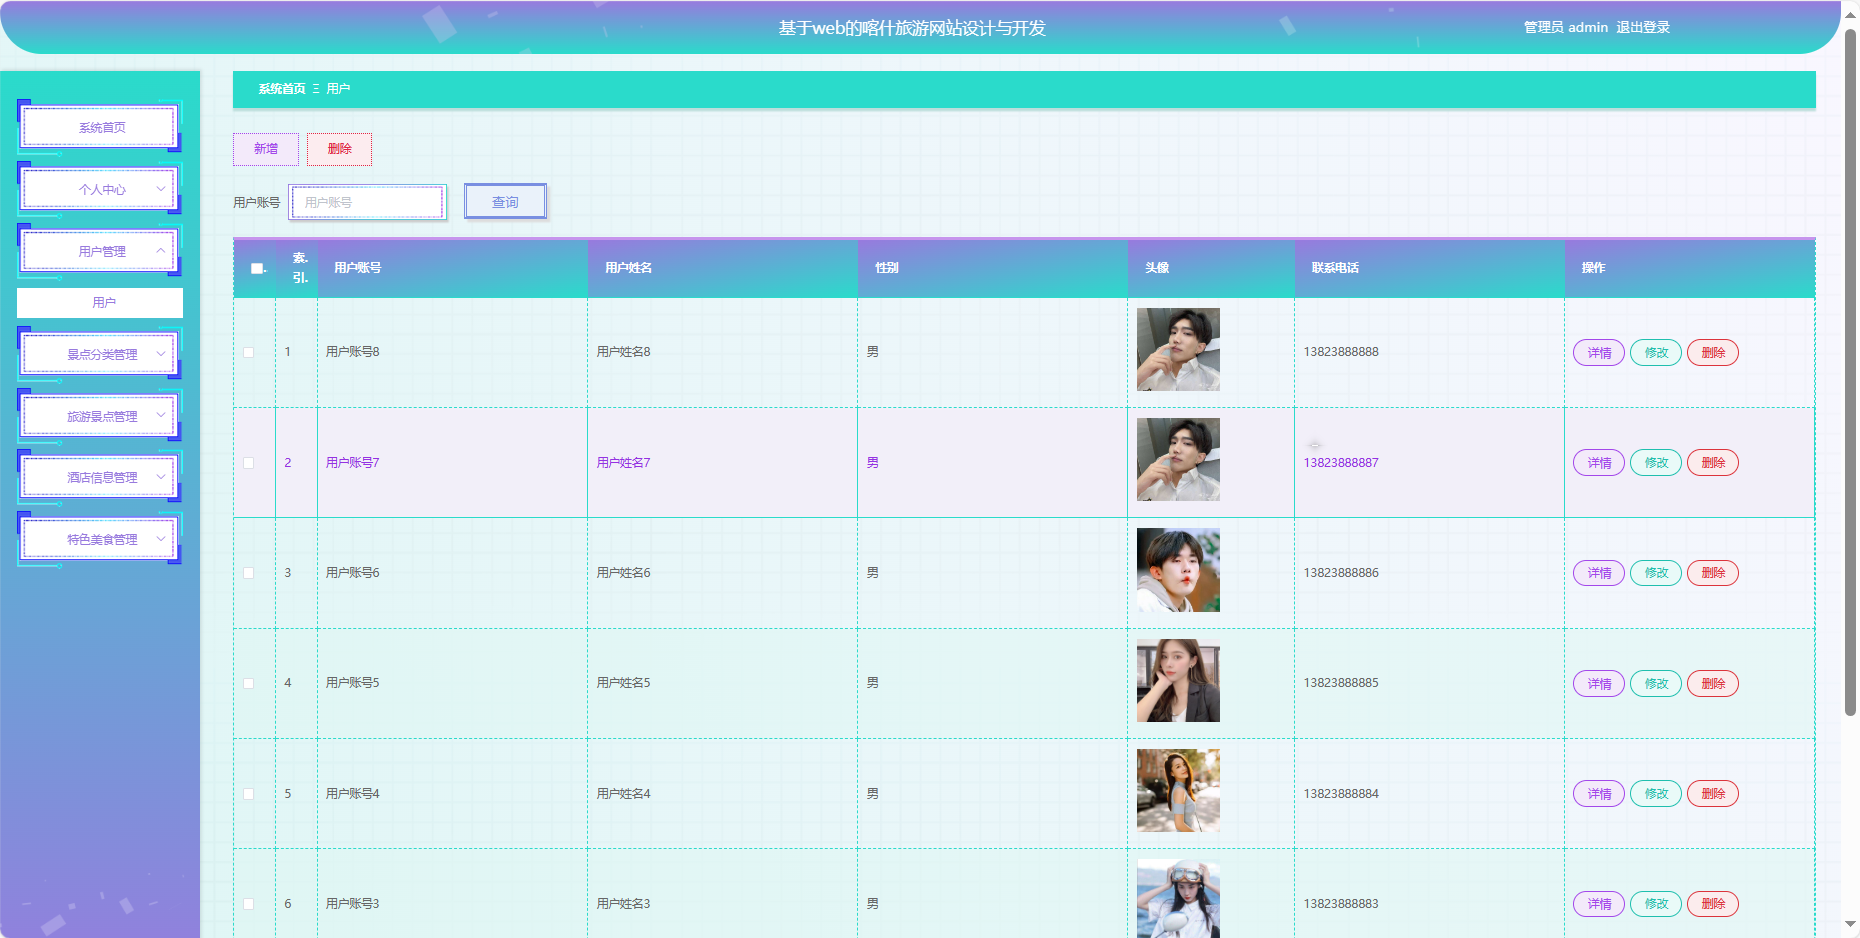 基于web的喀什旅游网站设计与开发
管理员 admin 退出登录
系统首页
个人中心
用户管理
用户
景点分类管理
旅游景点管理
酒店信息管理
特色美食管理
系统首页 Ξ 用户
新增 删除
用户账号 用户账号 查询
索.
引. 用户账号 用户姓名 性别 头像 联系电话 操作
1 用户账号8 用户姓名8 男 13823888888 详情 修改 删除
2 用户账号7 用户姓名7 男 13823888887 详情 修改 删除
3 用户账号6 用户姓名6 男 13823888886 详情 修改 删除
4 用户账号5 用户姓名5 男 13823888885 详情 修改 删除
5 用户账号4 用户姓名4 男 13823888884 详情 修改 删除
6 用户账号3 用户姓名3 男 13823888883 详情 修改 删除